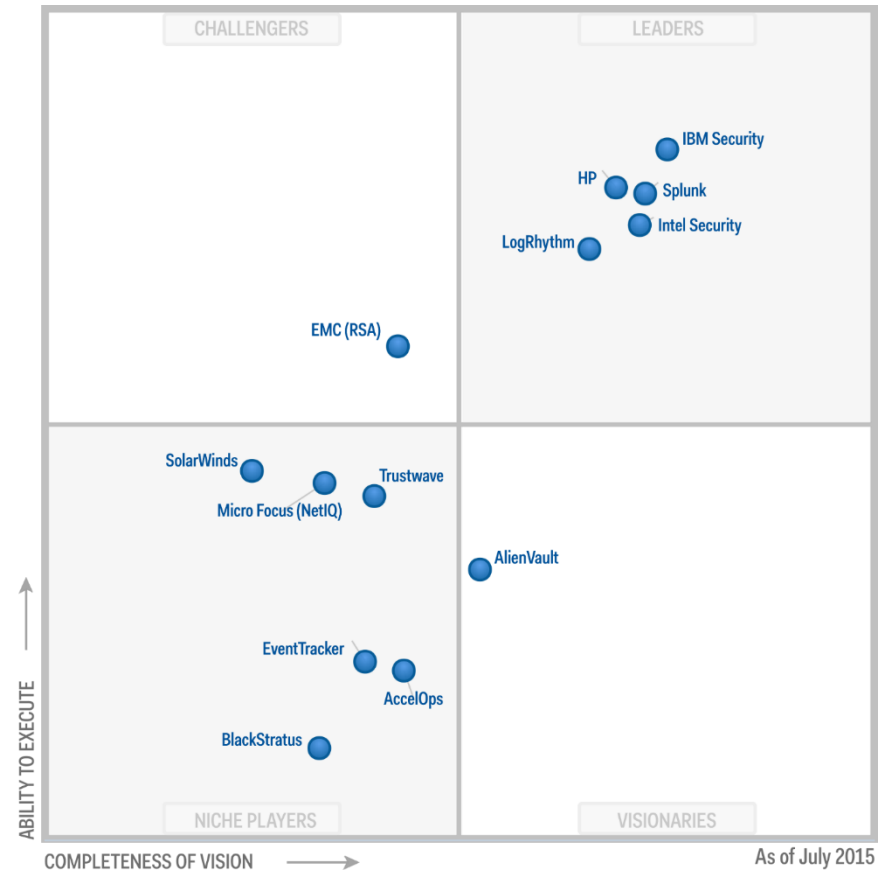 CHALLENGERS
LEADERS
IBM Security
HP
Splunk
Intel Security
LogRhythm
EMC (RSA)
SolarWinds
Trustwave
Micro Focus (NetIQ)
AlienVault
EventTracker
AccelOps
BlackStratus
NICHE PLAYERS
VISIONARIES
ABILITY TO EXECUTE
COMPLETENESS OF VISION
As of July 2015